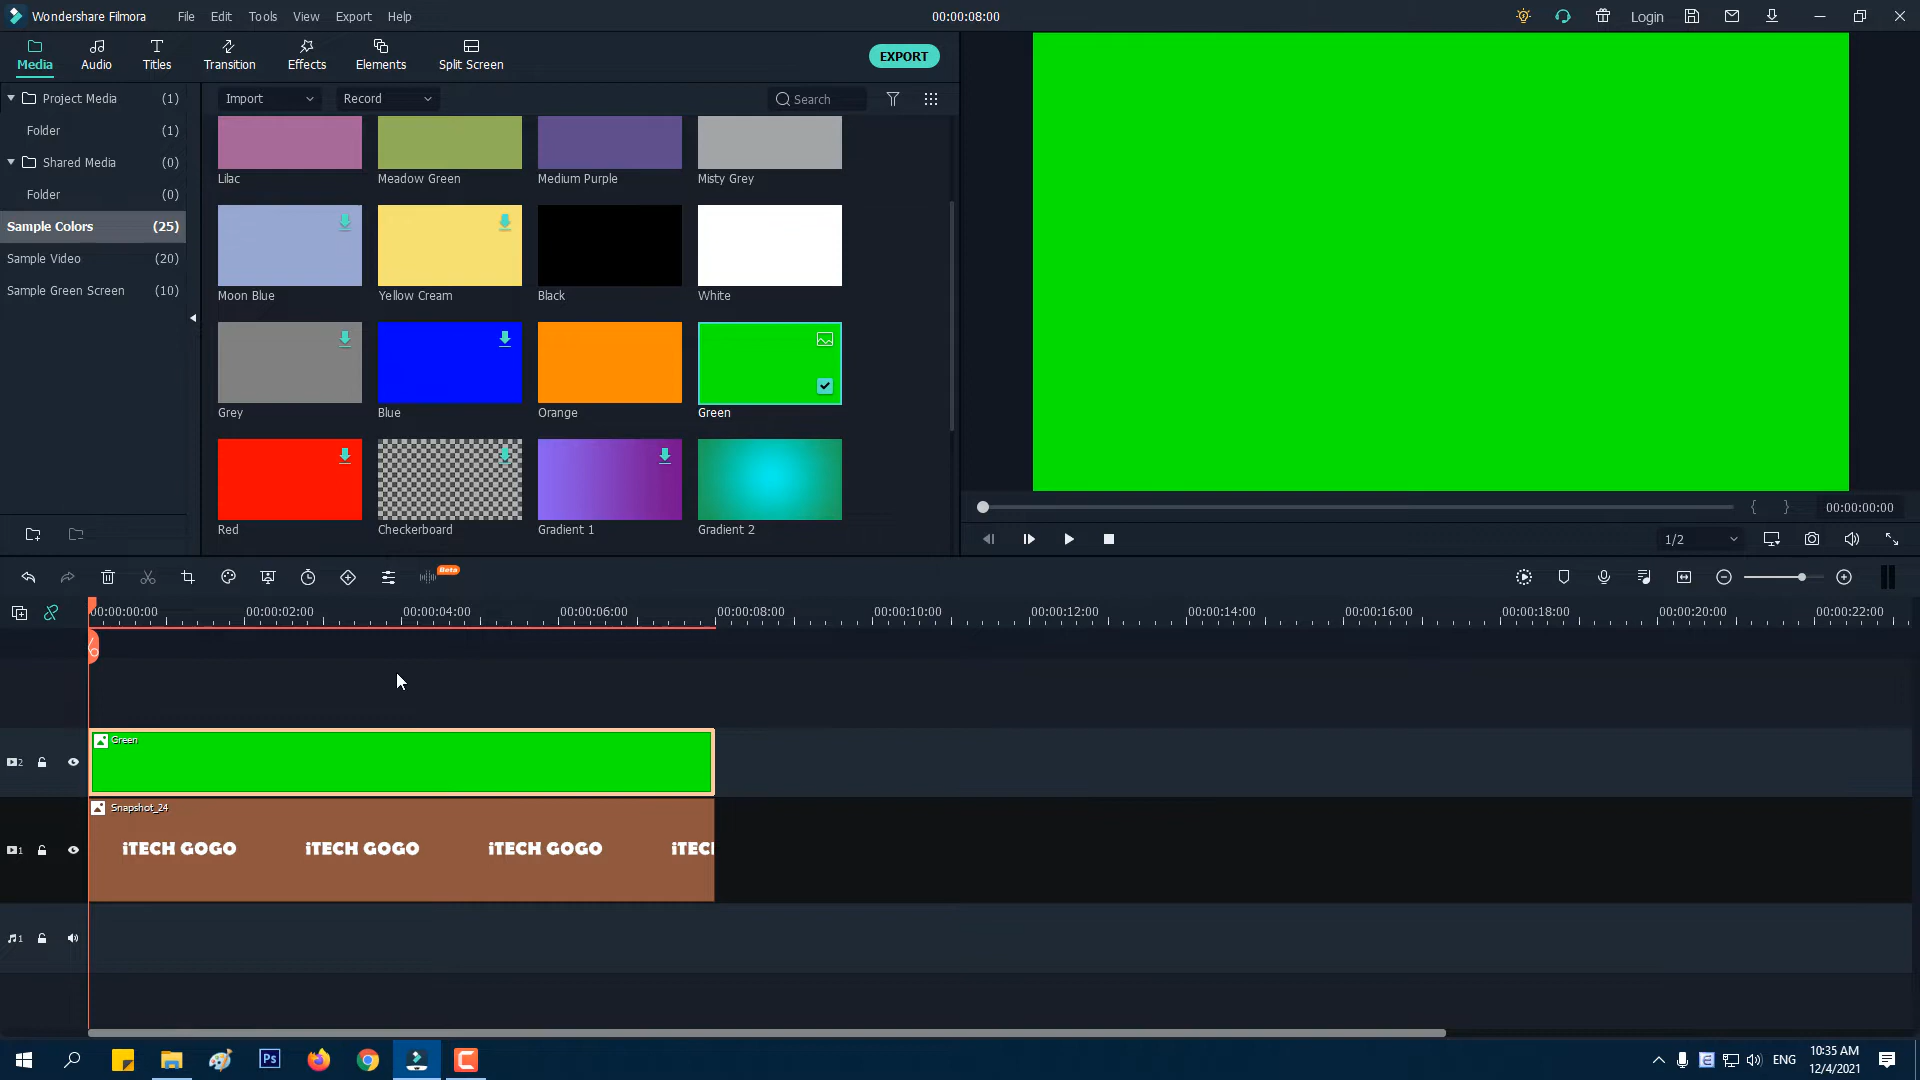 Wondershare Filmora File Edit Tools View Export Help 00:00:08:00 Login
Media Audio Titles Transition Effects Elements Split Screen EXPORT
Project Media (1)
Folder (1)
Shared Media (0)
Folder (0)
Sample Colors (25)
Sample Video (20)
Sample Green Screen (10)
Import Record Search
Lilac Meadow Green Medium Purple Misty Grey
Moon Blue Yellow Cream Black White
Grey Blue Orange Green
Red Checkerboard Gradient 1 Gradient 2
{ } 00:00:00:00
1/2
Beta
00:00:00:00 00:00:02:00 00:00:04:00 00:00:06:00 00:00:08:00 00:00:10:00 00:00:12:00 00:00:14:00 00:00:16:00 00:00:18:00 00:00:20:00 00:00:22:00
Green
2
Snapshot_24
1
iTECH GOGO iTECH GOGO iTECH GOGO iTECH
1
Ps
ENG
10:35 AM
12/4/2021